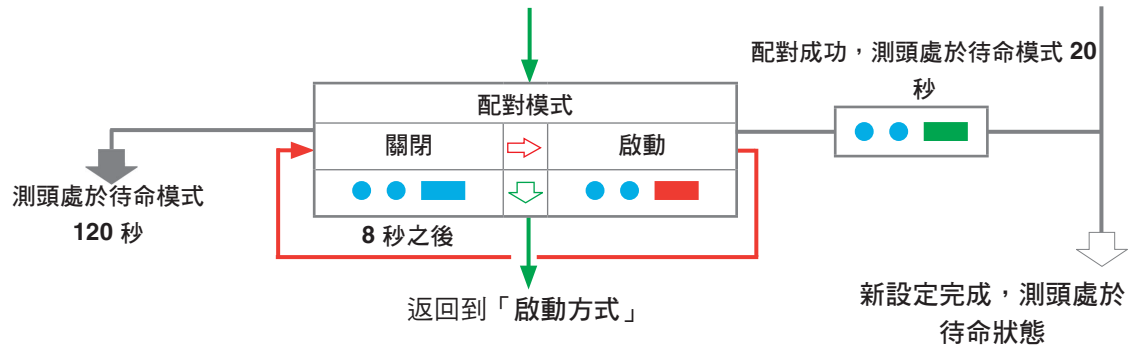 配對成功，測頭處於待命模式 20
秒
配對模式
關閉
啟動
測頭處於待命模式
120 秒
8 秒之後
返回到「啟動方式」
新設定完成，測頭處於
待命狀態